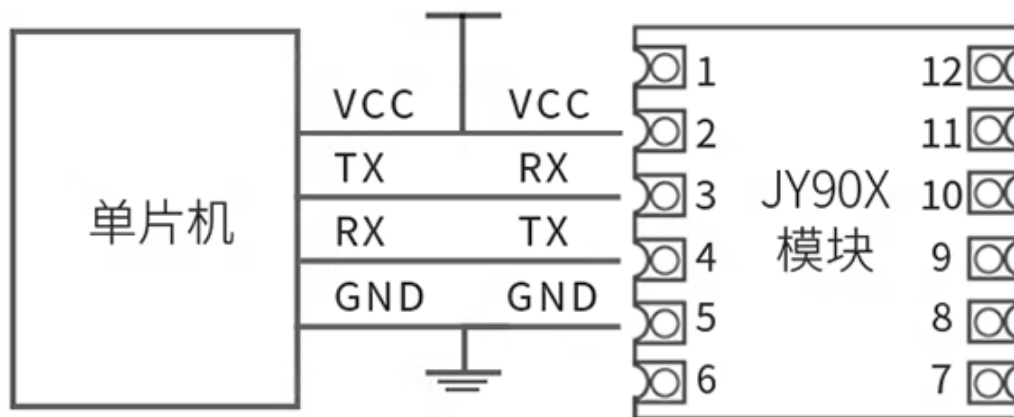 VCC VCC
TX RX
RX TX
GND GND
单片机
JY90X
模块
1 12
2 11
3 10
4 9
5 8
6 7